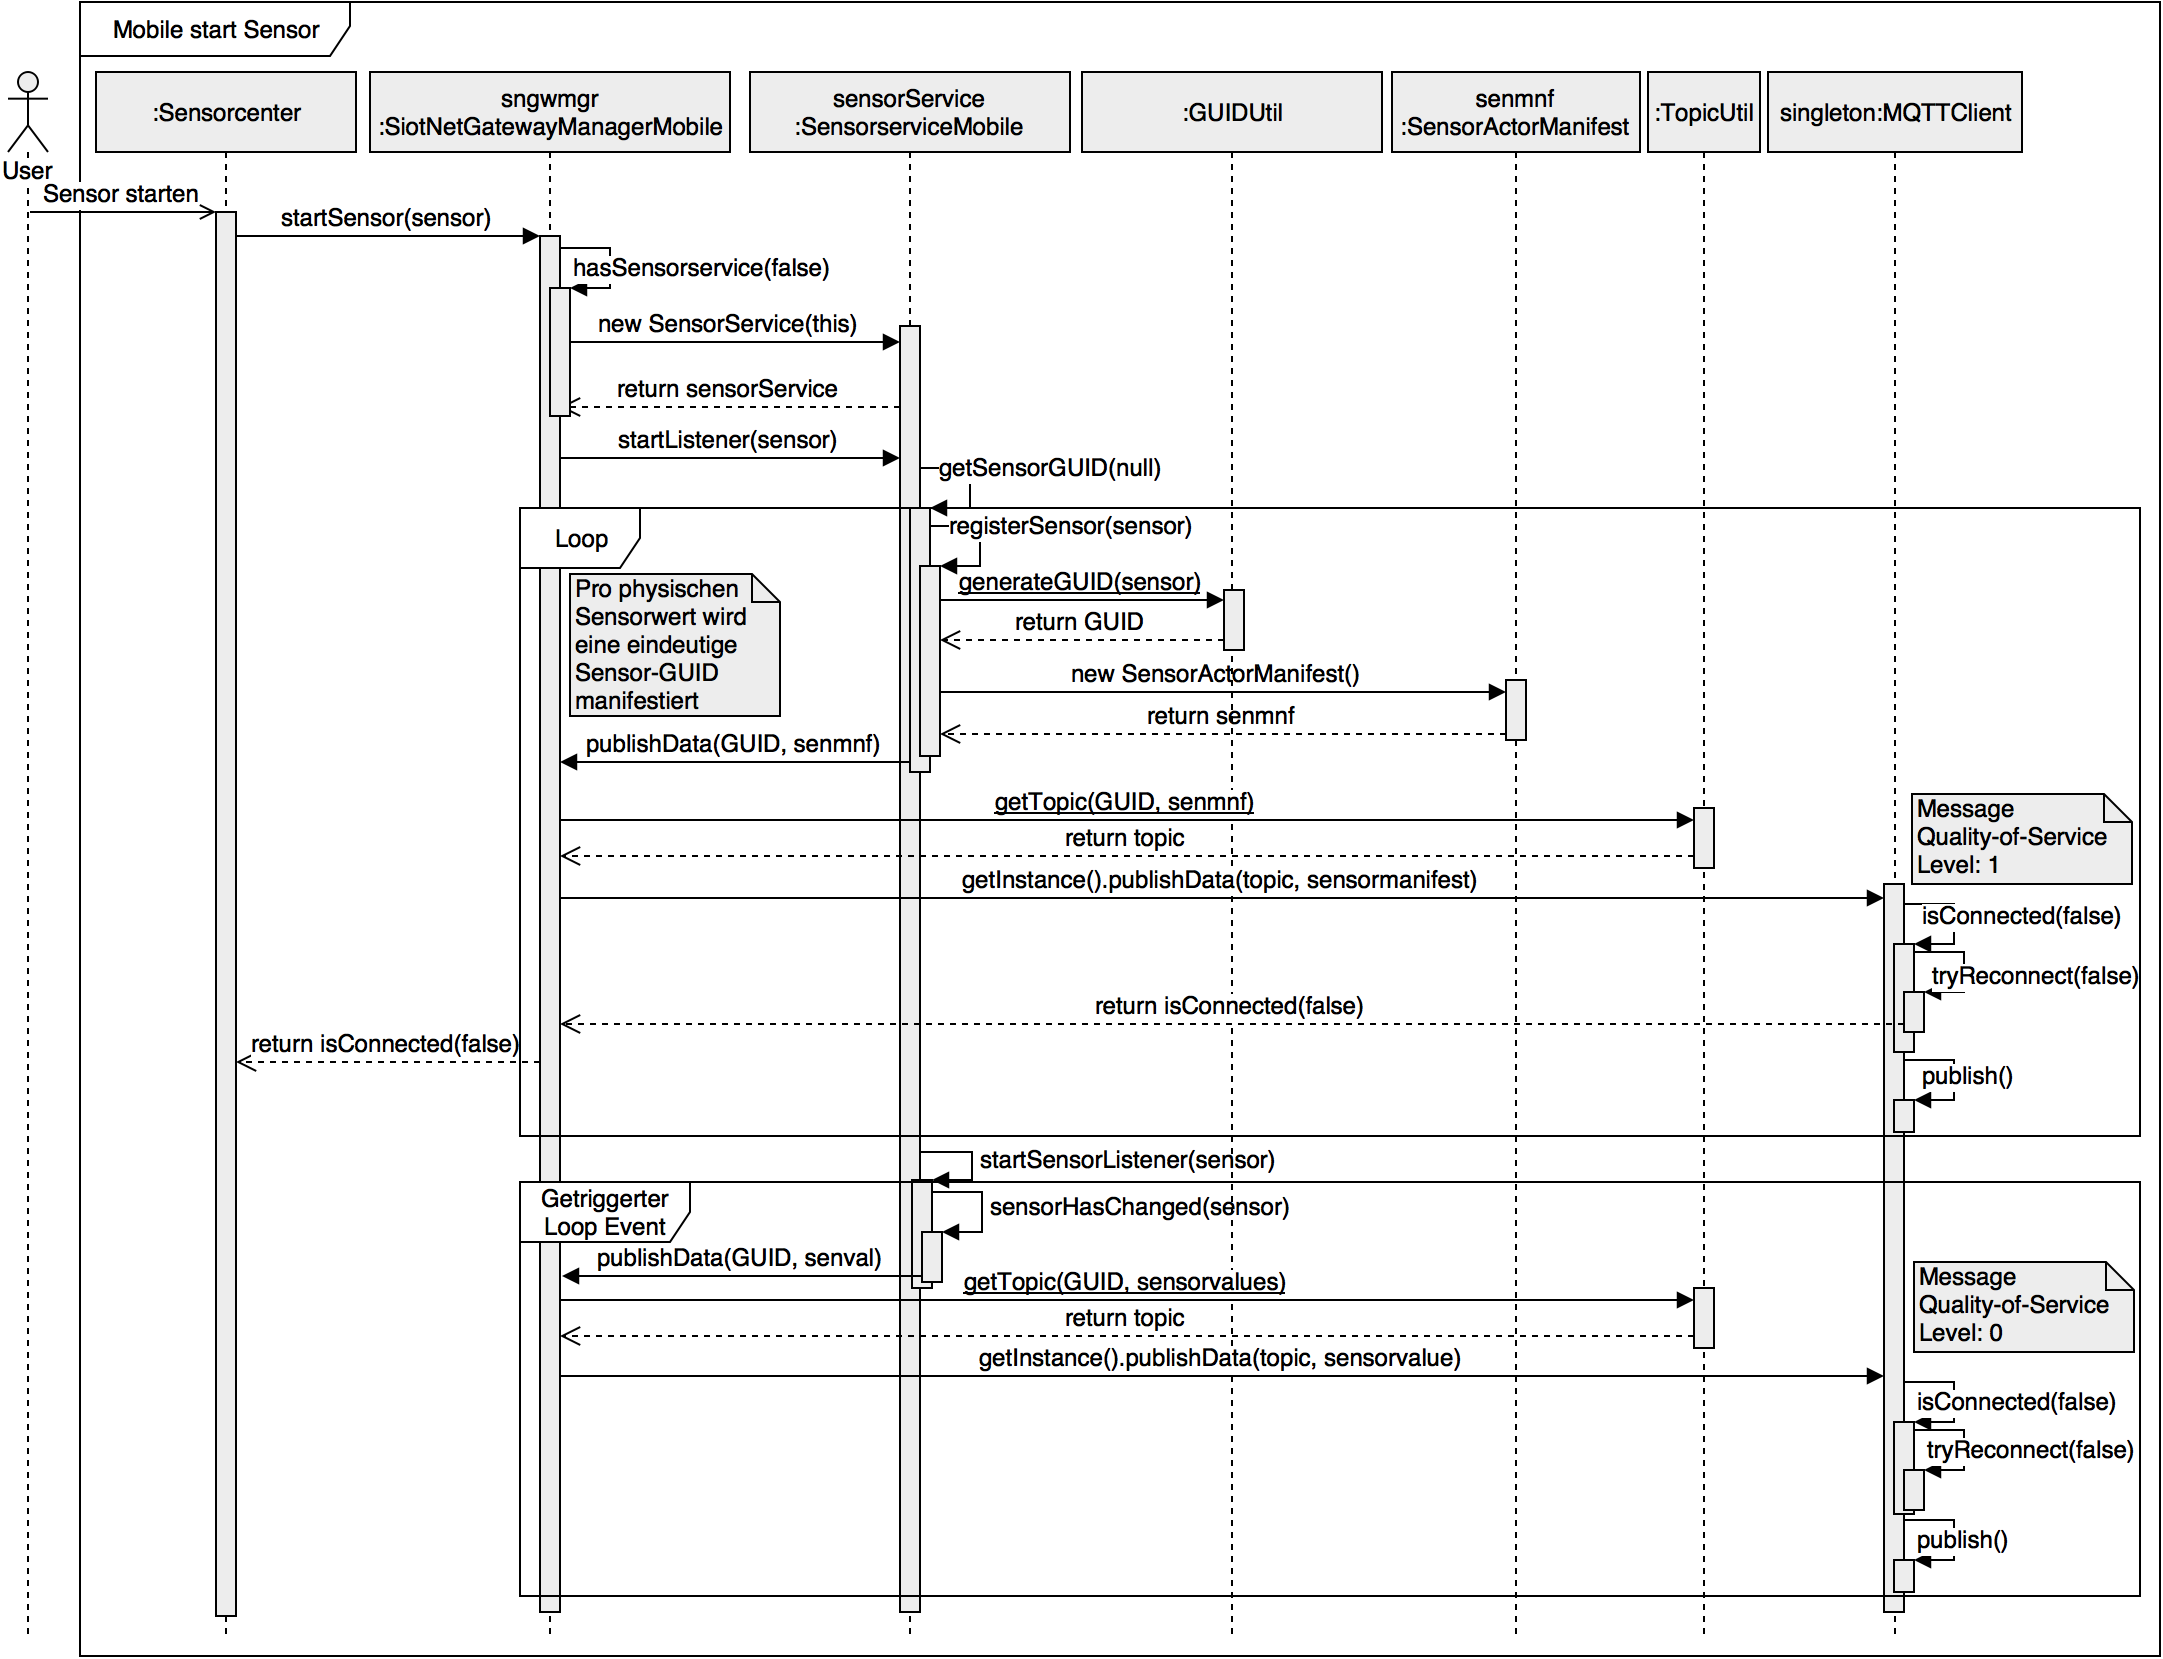 Mobile start Sensor
User
:Sensorcenter
sngwmgr
:SiotNetGatewayManagerMobile
sensorService
:SensorserviceMobile
:GUIDUtil
senmnf
:SensorActorManifest
:TopicUtil
singleton:MQTTClient
Sensor starten
startSensor(sensor)
hasSensorservice(false)
new SensorService(this)
return sensorService
startListener(sensor)
getSensorGUID(null)
Loop
registerSensor(sensor)
Pro physischen
Sensorwert wird
eine eindeutige
Sensor-GUID
manifestiert
generateGUID(sensor)
return GUID
new SensorActorManifest()
return senmnf
publishData(GUID, senmnf)
getTopic(GUID, senmnf)
return topic
Message
Quality-of-Service
Level: 1
getInstance().publishData(topic, sensormanifest)
isConnected(false)
tryReconnect(false)
return isConnected(false)
return isConnected(false)
publish()
startSensorListener(sensor)
Getriggerter
Loop Event
sensorHasChanged(sensor)
publishData(GUID, senval)
getTopic(GUID, sensorvalues)
return topic
Message
Quality-of-Service
Level: 0
getInstance().publishData(topic, sensorvalue)
isConnected(false)
tryReconnect(false)
publish()